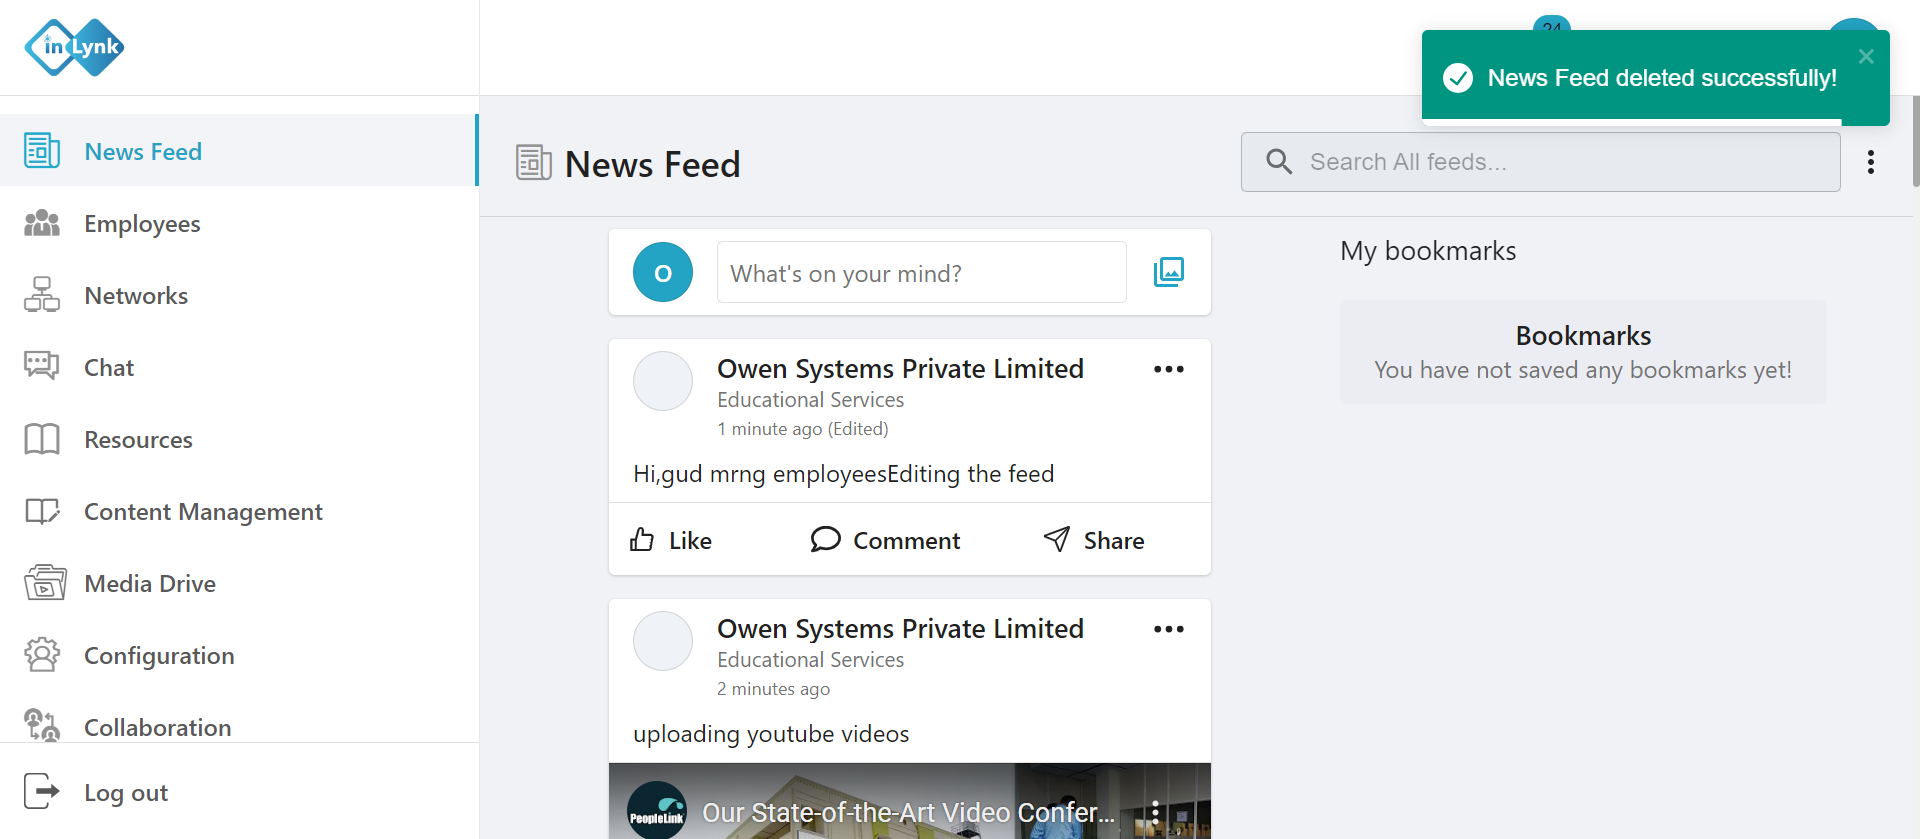 in Lynk
24
News Feed deleted successfully!
News Feed
Employees
Networks
Chat
Resources
Content Management
Media Drive
Configuration
Collaboration
Log out
News Feed
Search All feeds...
O
What's on your mind?
Owen Systems Private Limited
Educational Services
1 minute ago (Edited)
Hi,gud mrng employeesEditing the feed
Like
Comment
Share
Owen Systems Private Limited
Educational Services
2 minutes ago
uploading youtube videos
PeopleLink
Our State-of-the-Art Video Confer...
My bookmarks
Bookmarks
You have not saved any bookmarks yet!